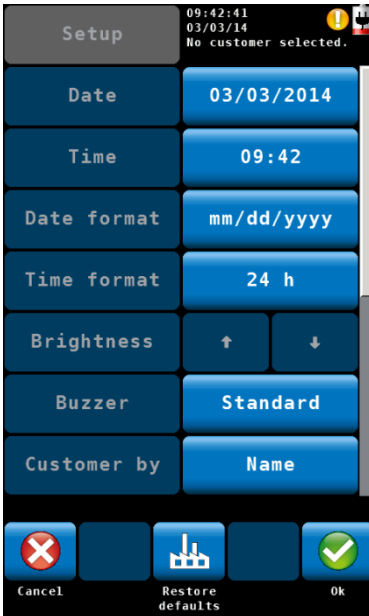 Setup
09:42:41
03/03/14
No customer selected.
Date
03/03/2014
Time
09:42
Date format
mm/dd/yyyy
Time format
24 h
Brightness
Buzzer
Standard
Customer by
Name
Cancel
Restore
defaults
Ok